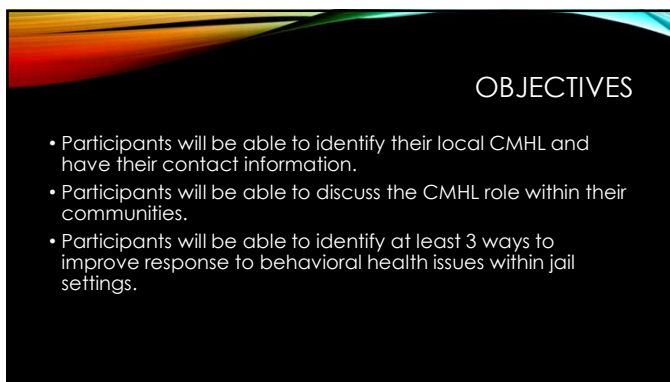 OBJECTIVES
• Participants will be able to identify their local CMHL and
have their contact information.
• Participants will be able to discuss the CMHL role within their
communities.
• Participants will be able to identify at least 3 ways to
improve response to behavioral health issues within jail
settings.